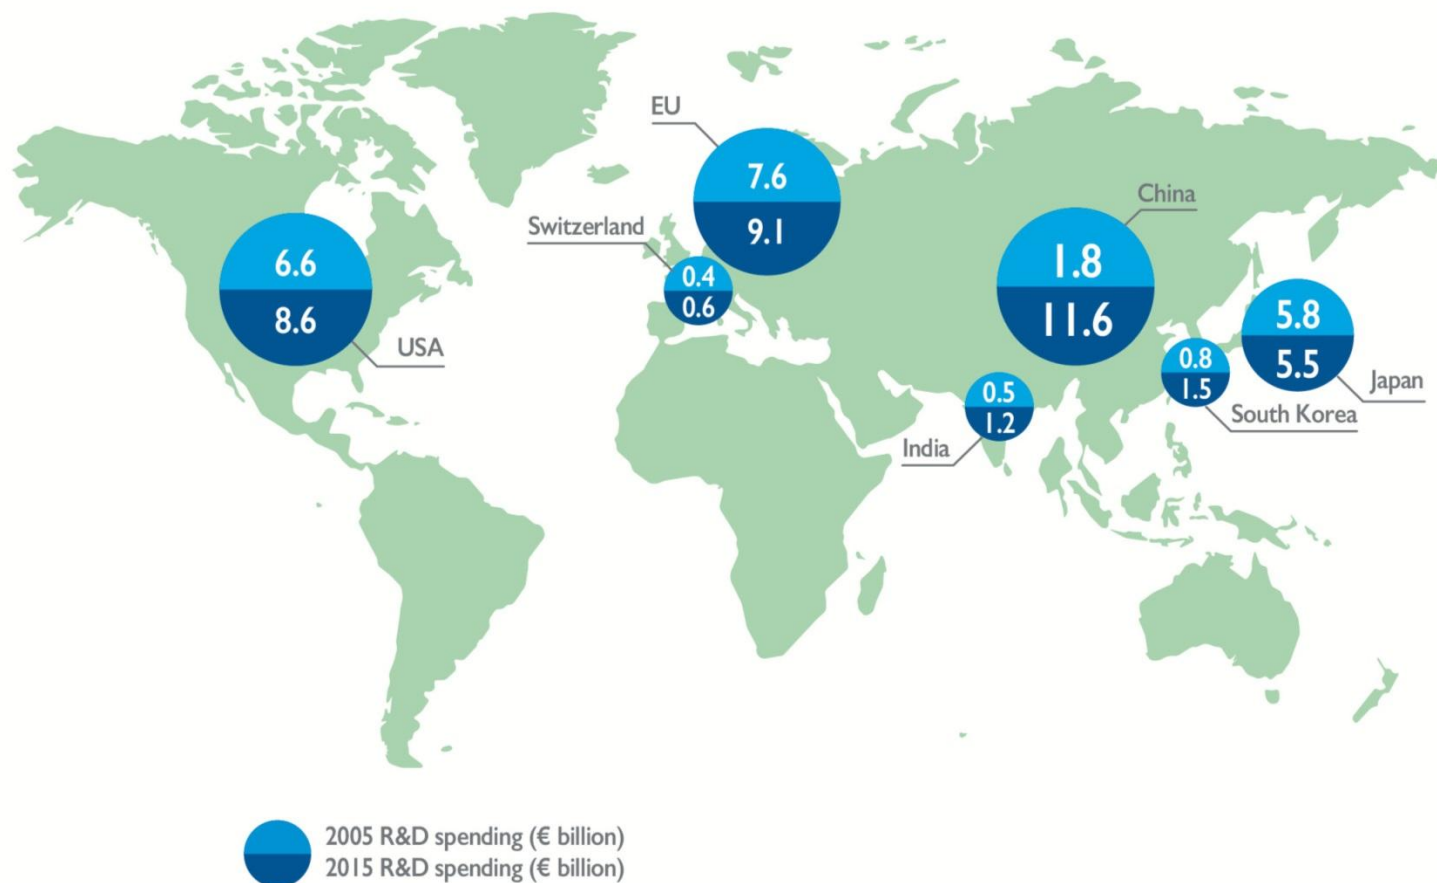 EU
7.6
9.1
China
1.8
11.6
Switzerland
0.4
0.6
6.6
8.6
USA
5.8
5.5
Japan
0.8
1.5
South Korea
0.5
1.2
India
2005 R&D spending (€ billion)
2015 R&D spending (€ billion)